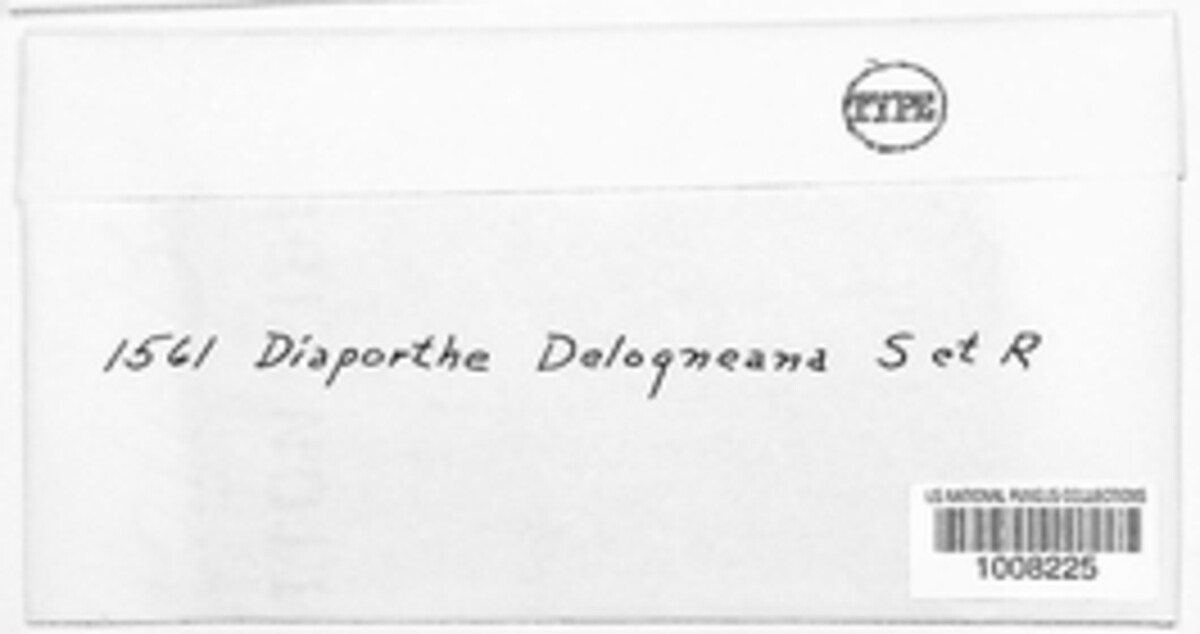 TYPE
1561 Diaporthe Delogneana S et R
US NATIONAL FUNGUS COLLECTIONS
1008225